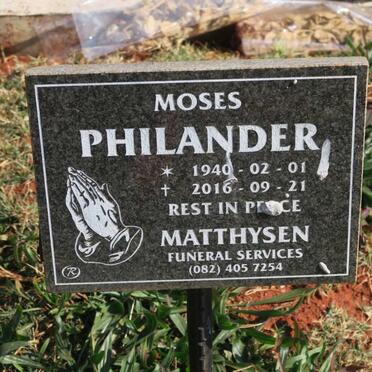 MOSES
PHILANDER
* 1940 - 02 - 01
† 2016 - 09 - 21
REST IN PEACE
MATTHYSEN
FUNERAL SERVICES
(082) 405 7254
R